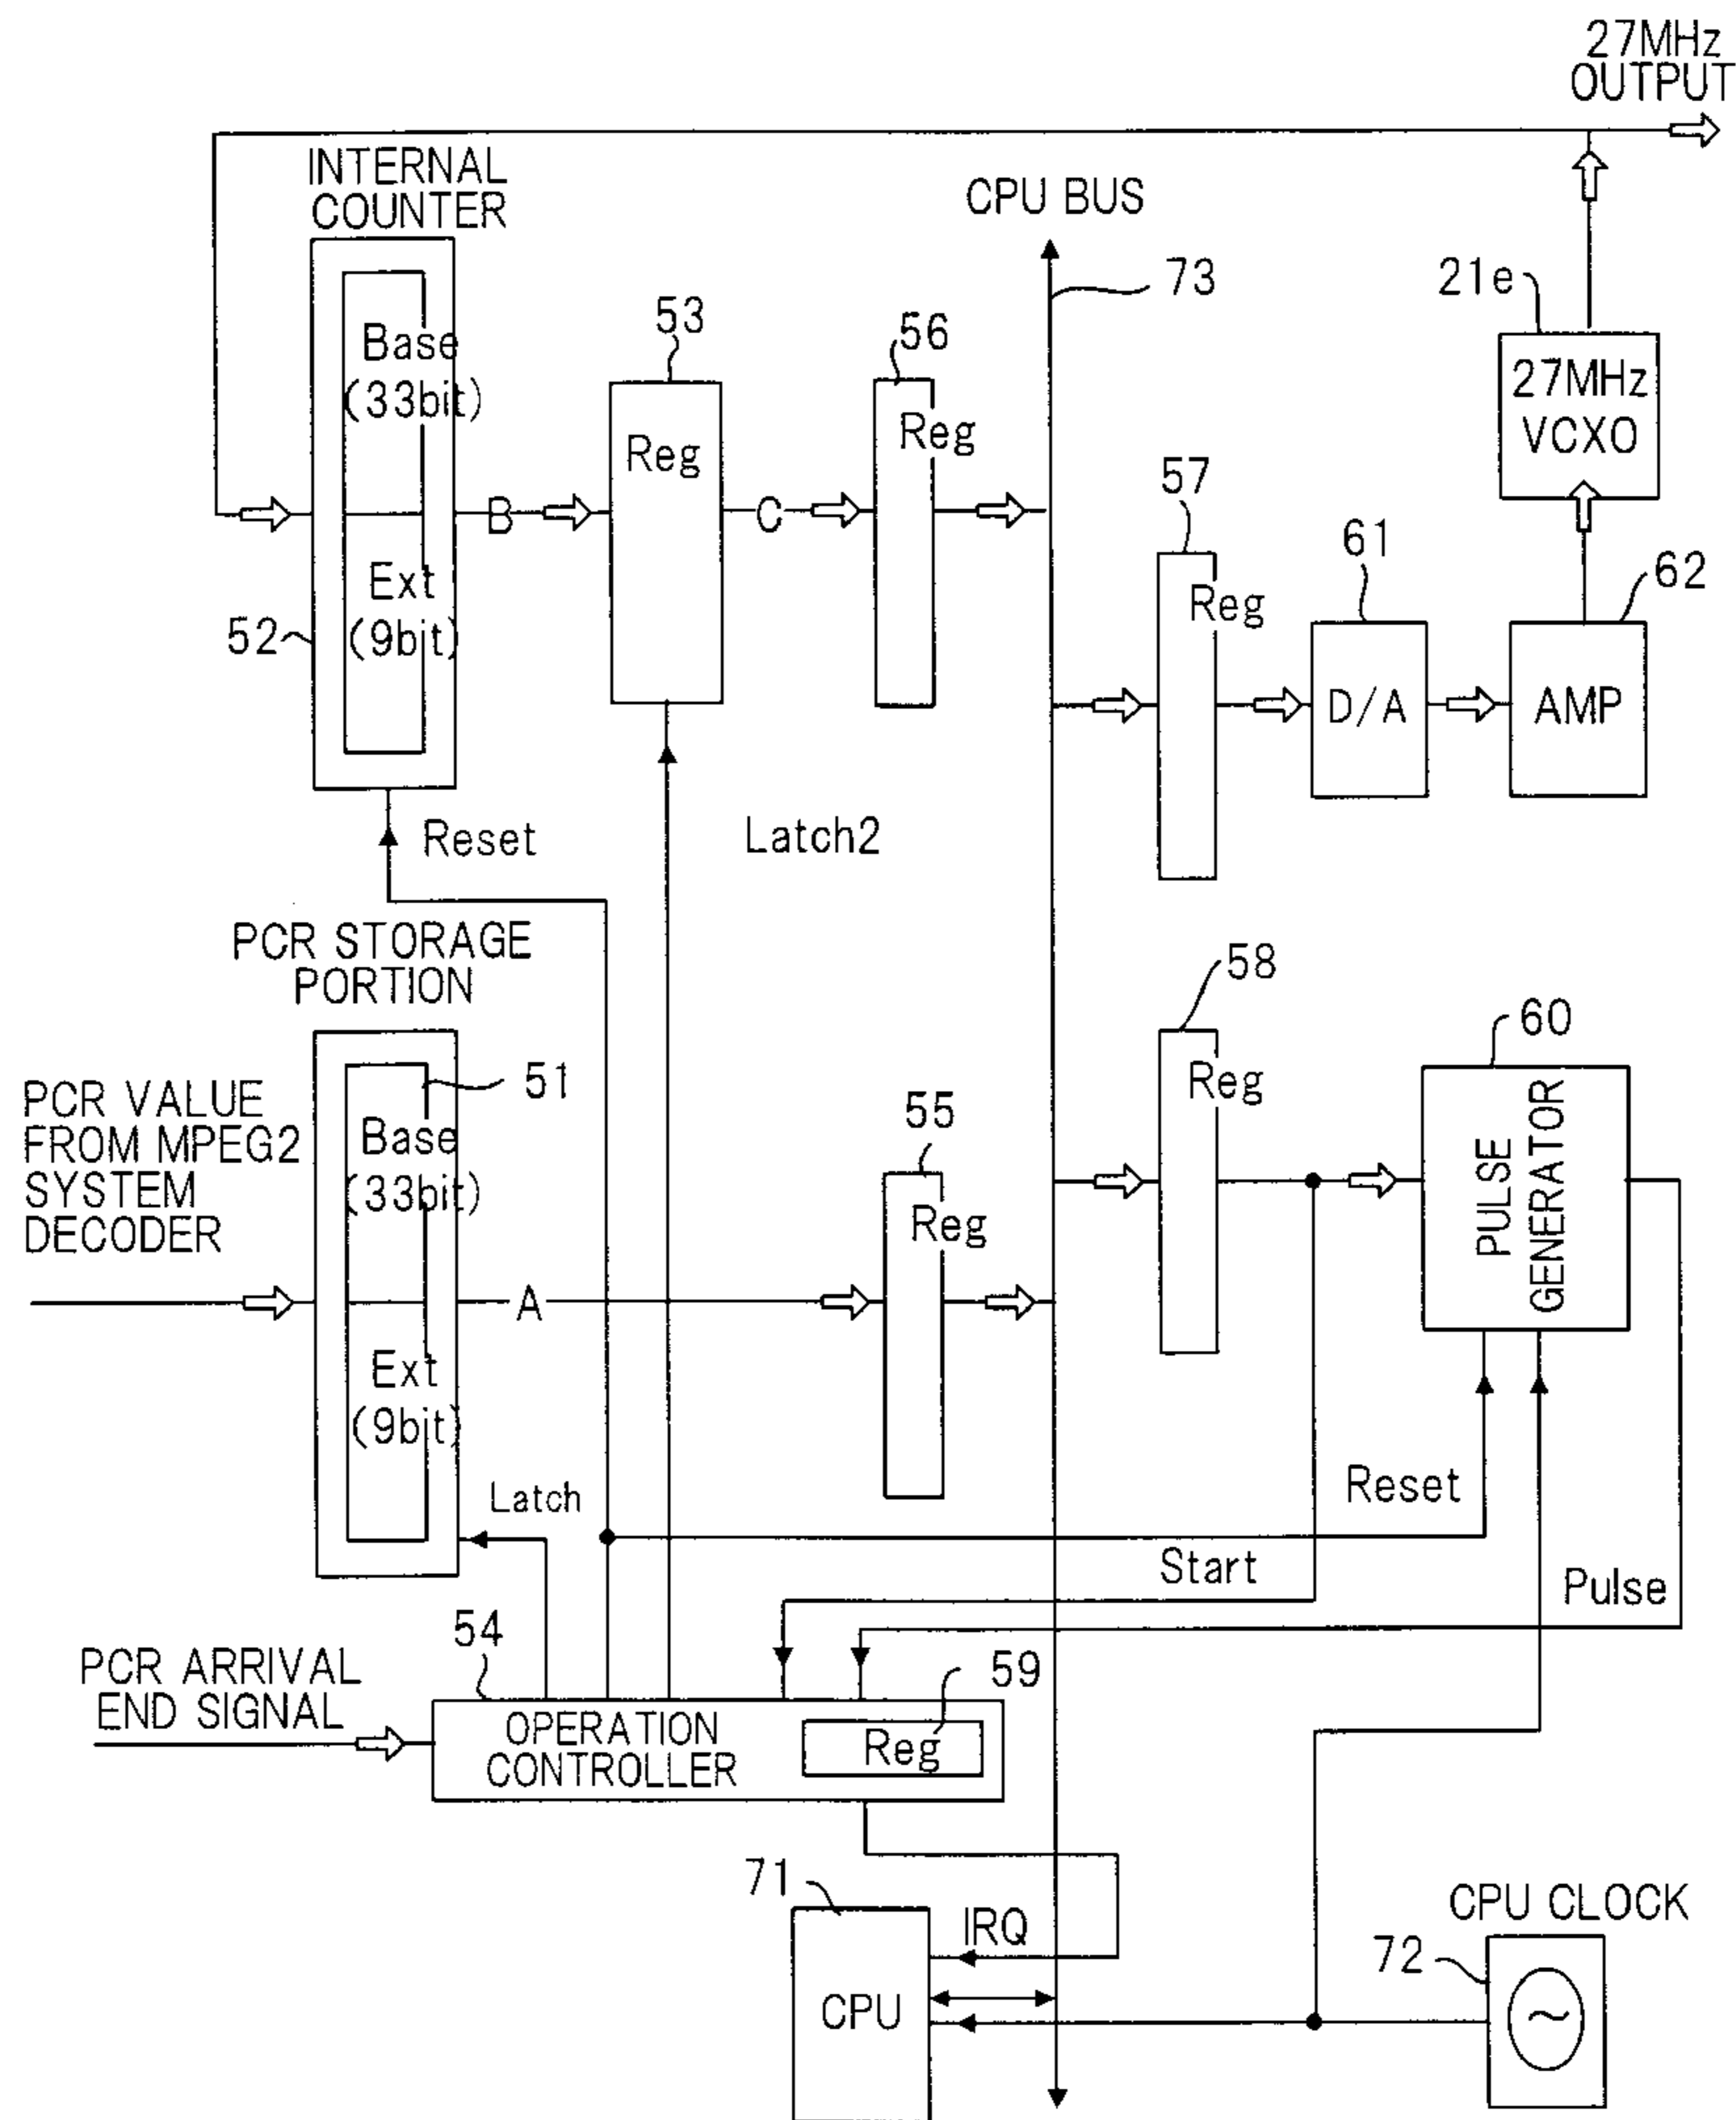 27MHz
OUTPUT
INTERNAL
COUNTER
CPU BUS
73
21e
53
56
Base
(33bit)
27MHz
VCXO
Reg
Reg
57
B
C
61
62
Ext
(9bit)
52
Reg
D/A
AMP
Reset
Latch2
PCR STORAGE
PORTION
58
60
51
PCR VALUE
FROM MPEG2
SYSTEM
DECODER
Base
(33bit)
55
Reg
PULSE
GENERATOR
Reg
A
Ext
(9bit)
Latch
Reset
Start
Pulse
54
PCR ARRIVAL
END SIGNAL
59
OPERATION
CONTROLLER
Reg
71
IRQ
CPU CLOCK
72
CPU
~